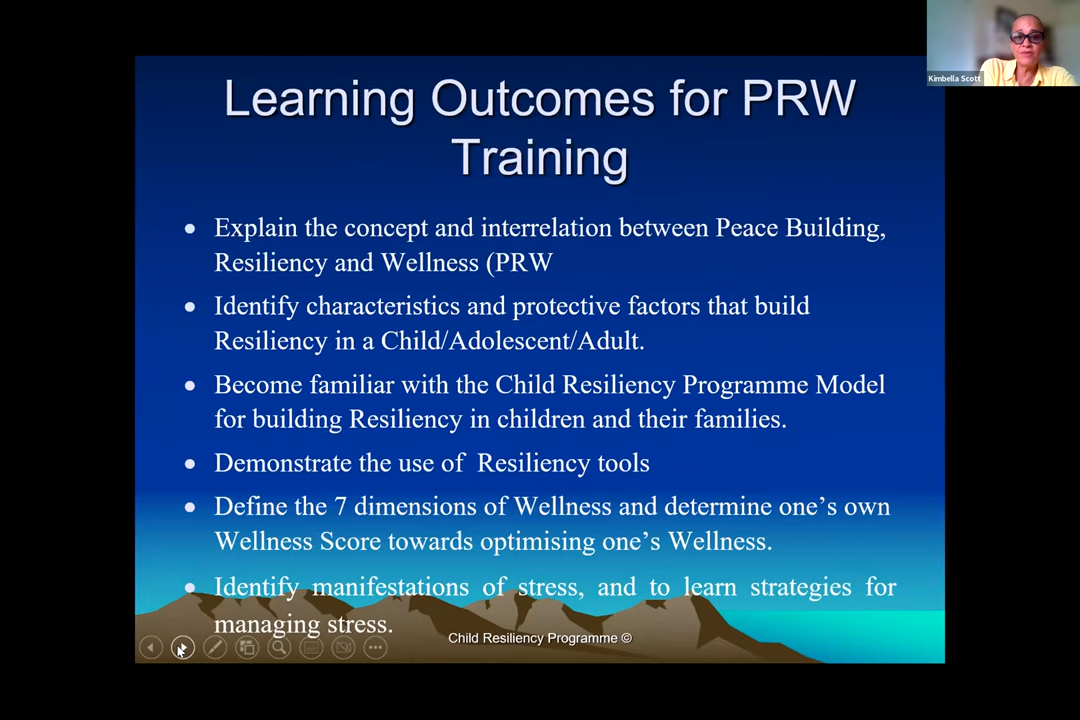 Kimbella Scott
Learning Outcomes for PRW
Training
• Explain the concept and interrelation between Peace Building,
Resiliency and Wellness (PRW
• Identify characteristics and protective factors that build
Resiliency in a Child/Adolescent/Adult.
• Become familiar with the Child Resiliency Programme Model
for building Resiliency in children and their families.
• Demonstrate the use of Resiliency tools
• Define the 7 dimensions of Wellness and determine one’s own
Wellness Score towards optimising one’s Wellness.
• Identify manifestations of stress, and to learn strategies for
managing stress.
Child Resiliency Programme ©